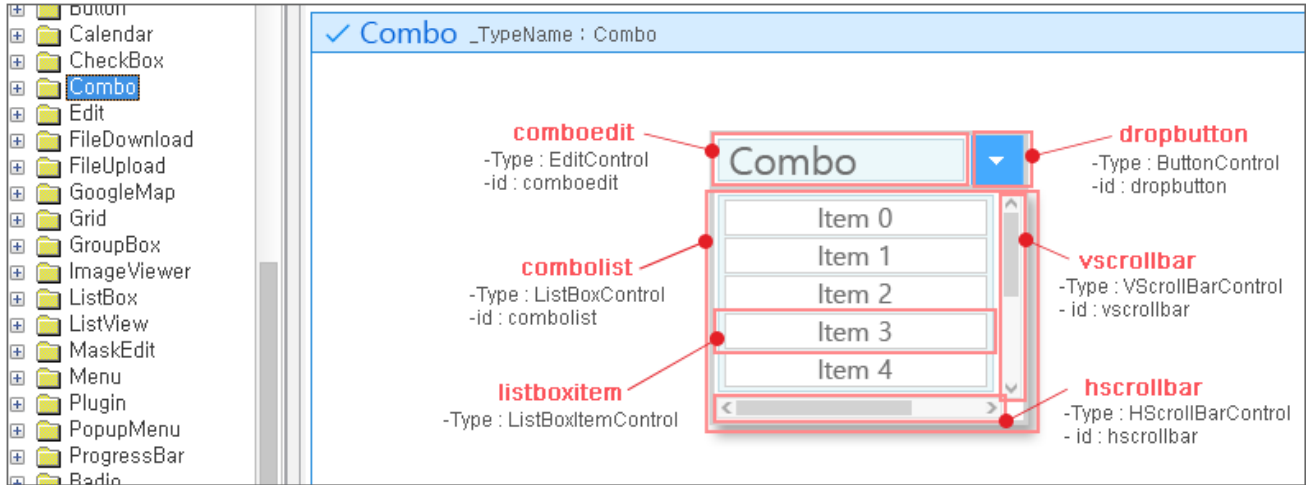 Button
Calendar
CheckBox
Combo
Edit
FileDownload
FileUpload
GoogleMap
Grid
GroupBox
ImageViewer
ListBox
ListView
MaskEdit
Menu
Plugin
PopupMenu
ProgressBar
Radio
Combo _TypeName : Combo
comboedit
-Type : EditControl
-id : comboedit
Combo
dropbutton
-Type : ButtonControl
-id : dropbutton
Item 0
Item 1
Item 2
Item 3
Item 4
combolist
-Type : ListBoxControl
-id : combolist
vscrollbar
-Type : VScrollBarControl
- id : vscrollbar
listboxitem
-Type : ListBoxItemControl
hscrollbar
-Type : HScrollBarControl
- id : hscrollbar